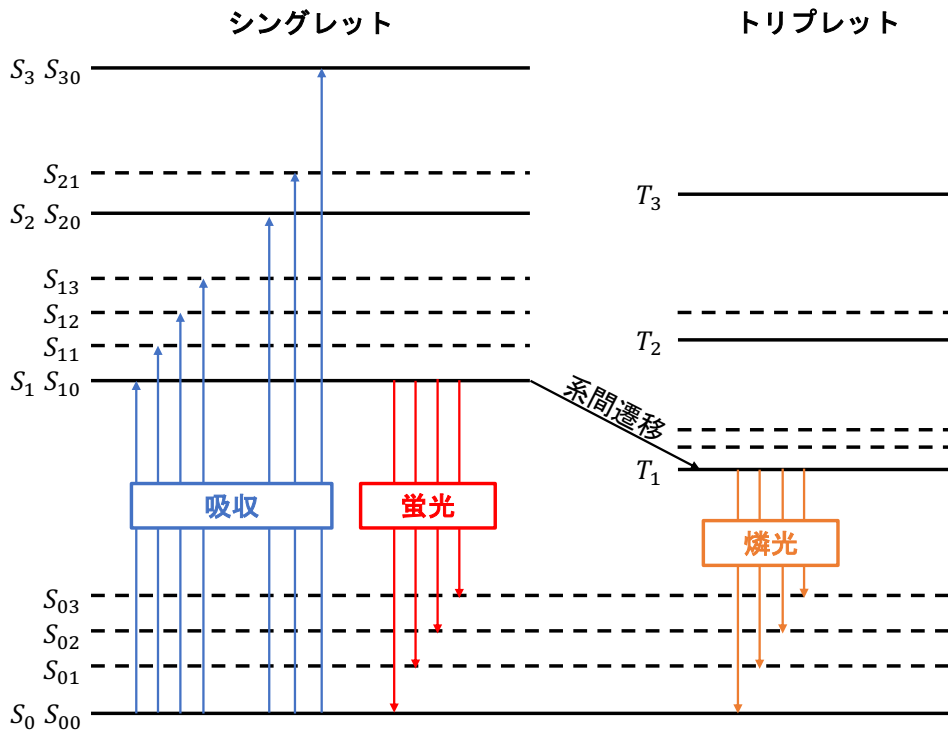 シングレット トリプレット
S₃ S₃₀
S₂₁
T₃
S₂ S₂₀
S₁₃
S₁₂
T₂
S₁₁
S₁ S₁₀
系間遷移
T₁
吸収 蛍光
燐光
S₀₃
S₀₂
S₀₁
S₀ S₀₀